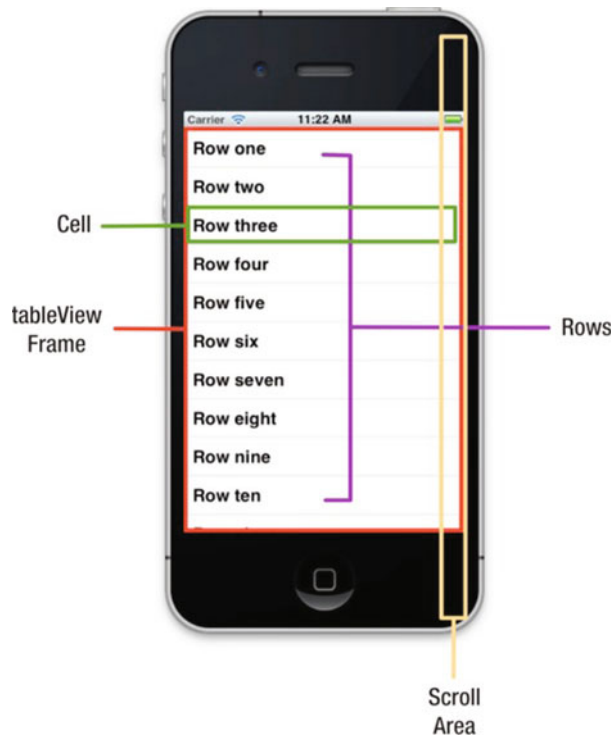 Carrier 11:22 AM
Row one
Row two
Row three
Row four
Row five
Row six
Row seven
Row eight
Row nine
Row ten
Cell
tableView
Frame
Rows
Scroll
Area